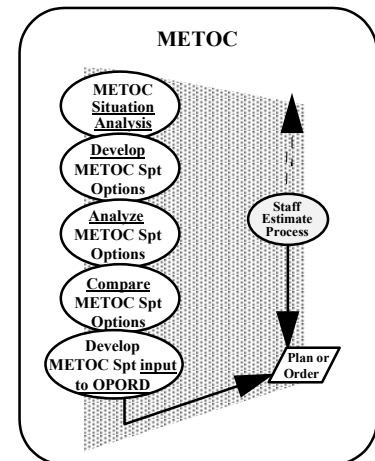 METOC
METOC
Situation
Analysis
Develop
METOC Spt
Options
Analyze
METOC Spt
Options
Compare
METOC Spt
Options
Develop
METOC Spt input
to OPORD
Staff
Estimate
Process
Plan or
Order